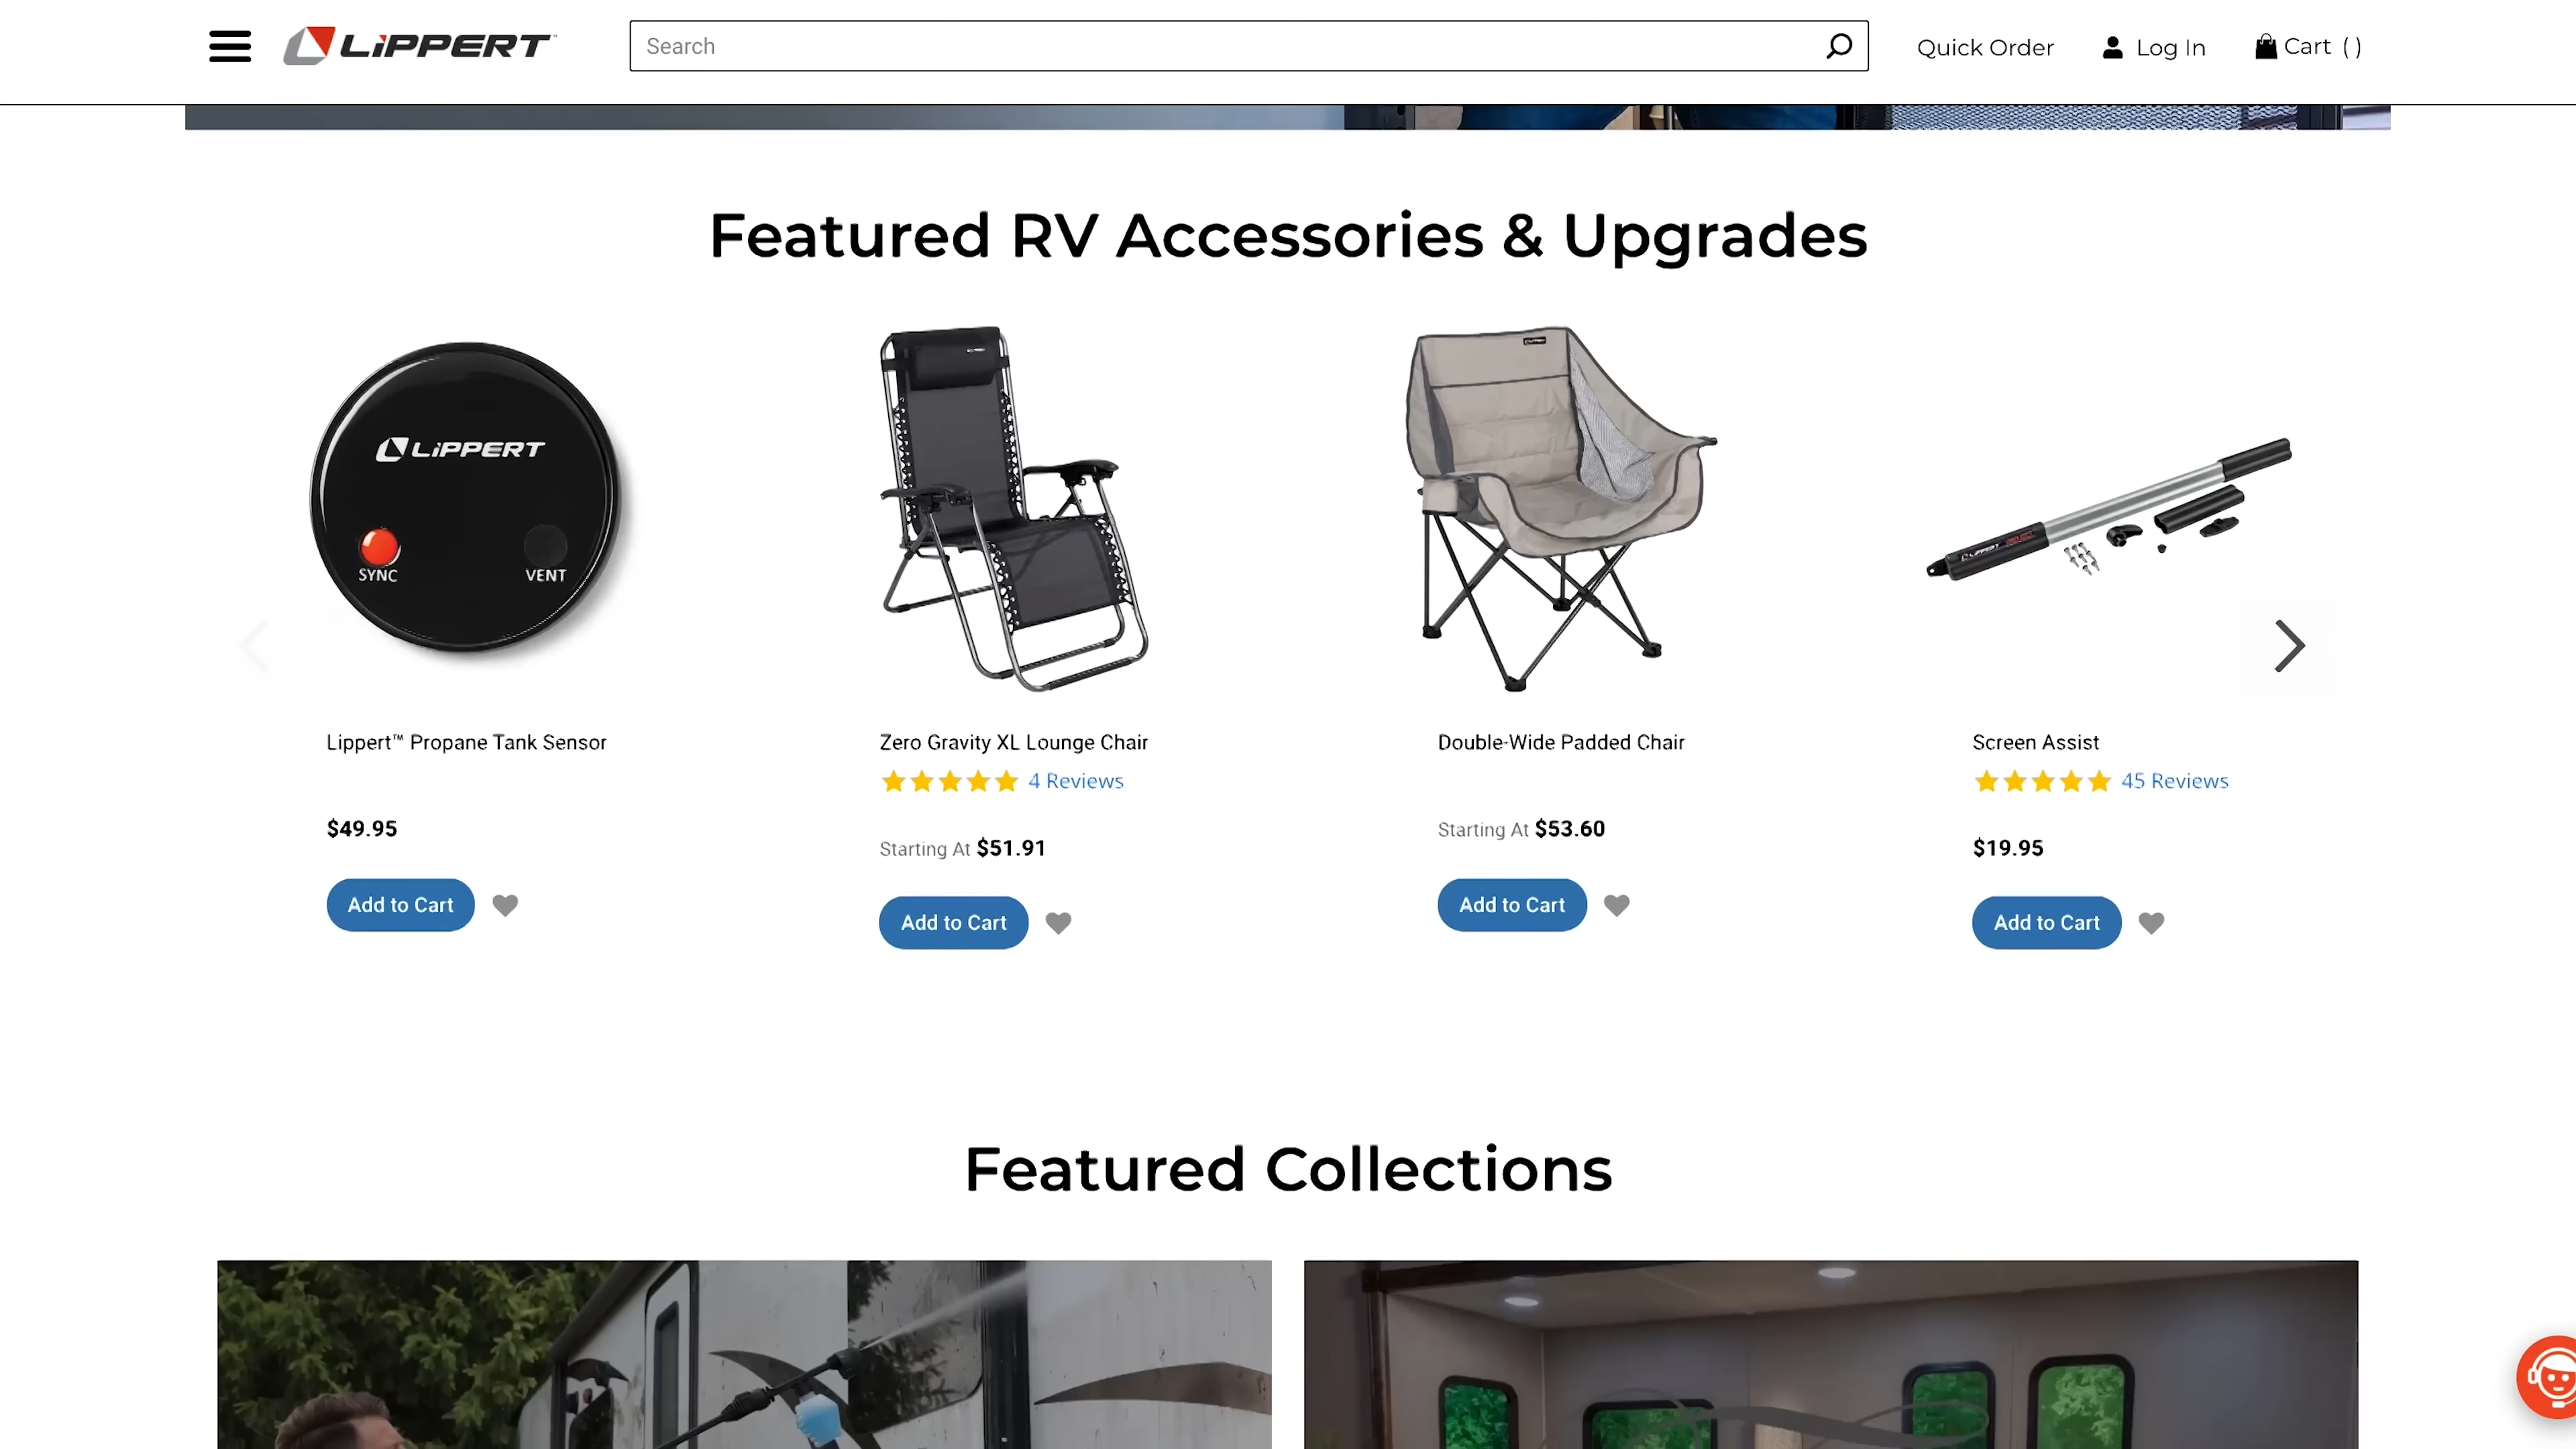 LIPPERT
Search
Quick Order
Log In
Cart ( )
Featured RV Accessories & Upgrades
LIPPERT
SYNC
VENT
LIPPERT
Lippert™ Propane Tank Sensor
$49.95
Add to Cart
Zero Gravity XL Lounge Chair
4 Reviews
Starting At $51.91
Add to Cart
Double-Wide Padded Chair
Starting At $53.60
Add to Cart
Screen Assist
45 Reviews
$19.95
Add to Cart
Featured Collections